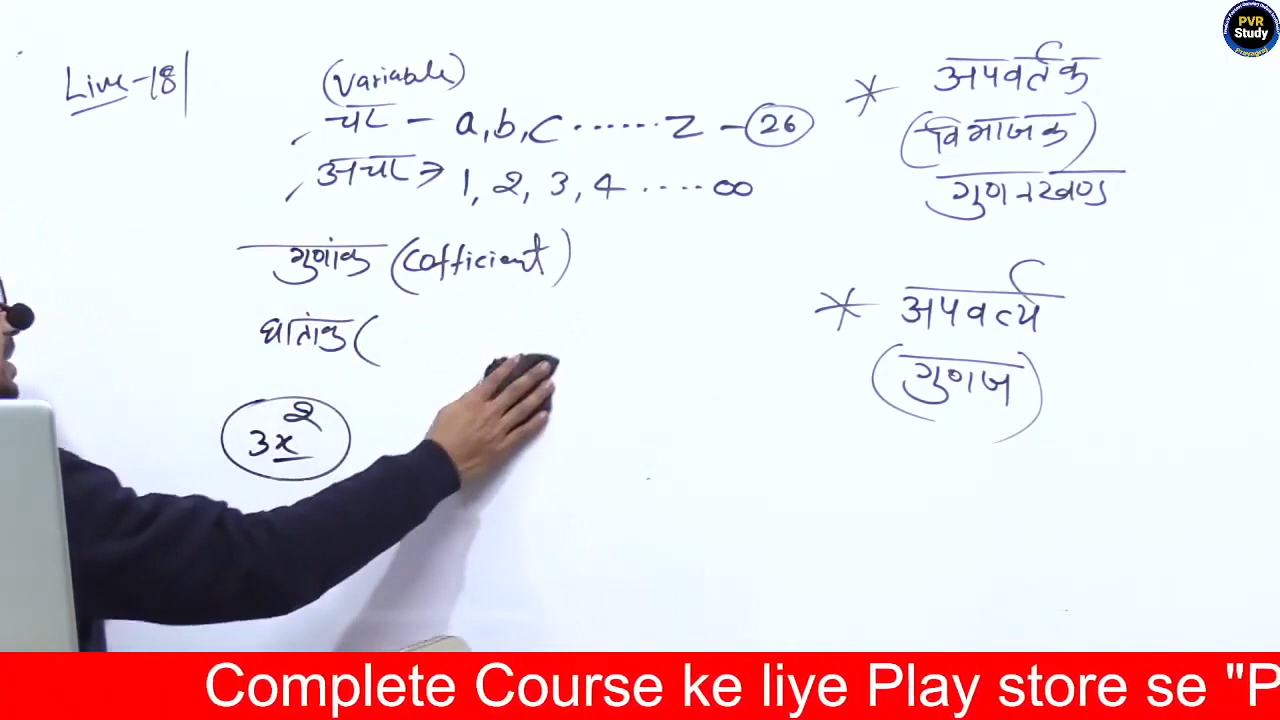 Live-18
(Variable)
चर - a, b, c ...... z - 26
अचर → 1, 2, 3, 4 .... ∞
गुणांक (Cofficient)
घातांक (
3x²
* अपवर्तक
(विभाजक)
गुणनखण्ड
* अपवर्त्य
(गुणज)
PVR
Study
Prayagraj
Complete Course ke liye Play store se "P